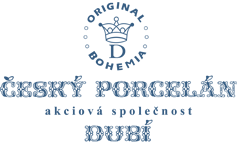 ORIGINAL
D
BOHEMIA
ČESKÝ PORCELÁN
akciová společnost
DUBÍ